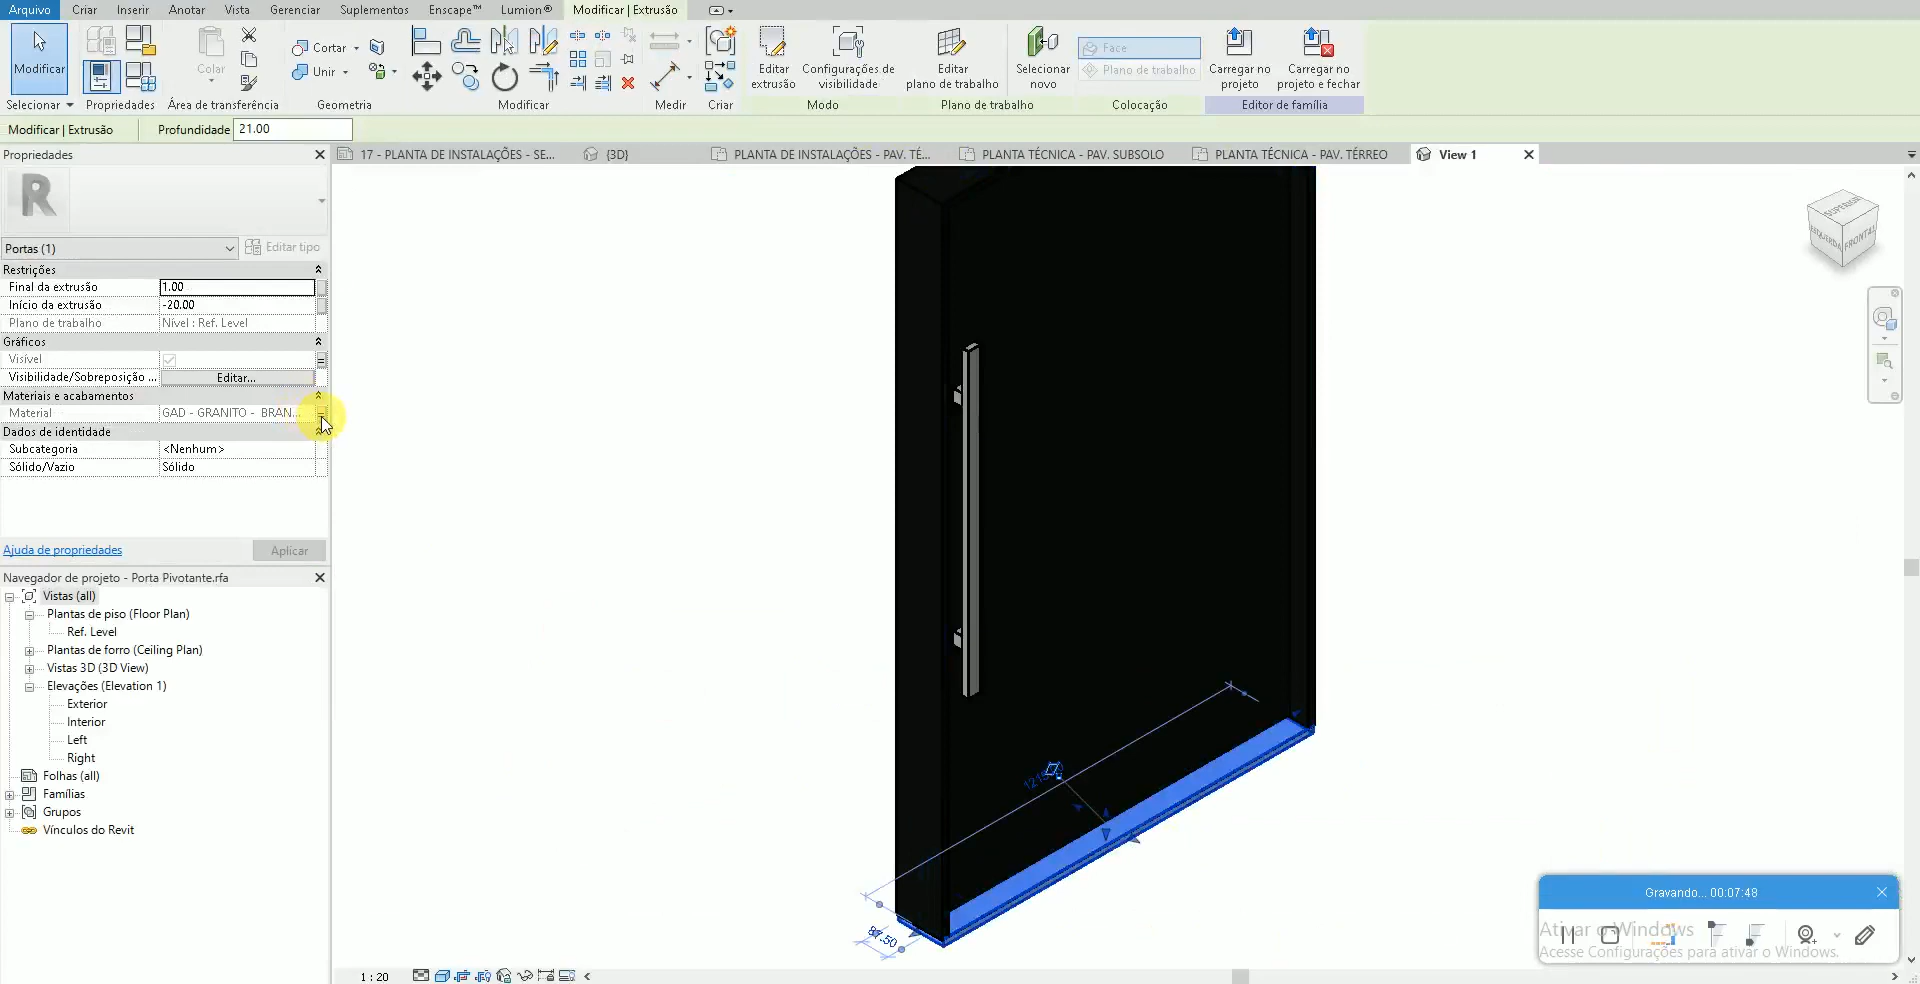 Arquivo Criar Inserir Anotar Vista Gerenciar Suplementos Enscape™ Lumion® Modificar | Extrusão
Modificar
Colar
Cortar
Unir
Editar extrusão
Configurações de visibilidade
Editar plano de trabalho
Selecionar novo
Face
Plano de trabalho
Carregar no projeto
Carregar no projeto e fechar
Selecionar Propriedades Área de transferência Geometria Modificar Medir Criar Modo Plano de trabalho Colocação Editor de família
Modificar | Extrusão Profundidade 21.00
Propriedades
17 - PLANTA DE INSTALAÇÕES - SE... {3D} PLANTA DE INSTALAÇÕES - PAV. TÉ... PLANTA TÉCNICA - PAV. SUBSOLO PLANTA TÉCNICA - PAV. TÉRREO View 1
R
Portas (1) Editar tipo
Restrições
Final da extrusão 1.00
Início da extrusão -20.00
Plano de trabalho Nível : Ref. Level
Gráficos
Visível
Visibilidade/Sobreposição ... Editar...
Materiais e acabamentos
Material GAD - GRANITO - BRAN...
Dados de identidade
Subcategoria <Nenhum>
Sólido/Vazio Sólido
Ajuda de propriedades Aplicar
Navegador de projeto - Porta Pivotante.rfa
Vistas (all)
Plantas de piso (Floor Plan)
Ref. Level
Plantas de forro (Ceiling Plan)
Vistas 3D (3D View)
Elevações (Elevation 1)
Exterior
Interior
Left
Right
Folhas (all)
Famílias
Grupos
Vínculos do Revit
SUPERIOR
ESQUERDA
FRONTAL
87.50
Gravando... 00:07:48
Ativar o Windows
Acesse Configurações para ativar o Windows.
1 : 20